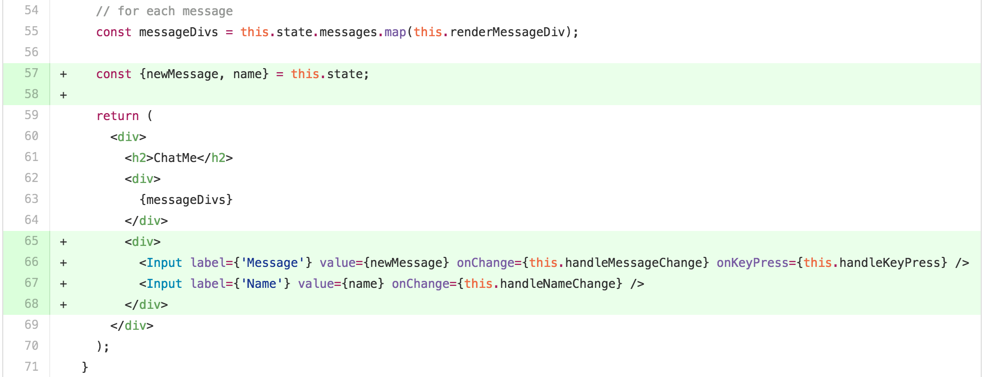 54 // for each message
55 const messageDivs = this.state.messages.map(this.renderMessageDiv);
56
57 + const {newMessage, name} = this.state;
58 +
59 return (
60 <div>
61 <h2>ChatMe</h2>
62 <div>
63 {messageDivs}
64 </div>
65 + <div>
66 + <Input label={'Message'} value={newMessage} onChange={this.handleMessageChange} onKeyPress={this.handleKeyPress} />
67 + <Input label={'Name'} value={name} onChange={this.handleNameChange} />
68 + </div>
69 </div>
70 );
71 }